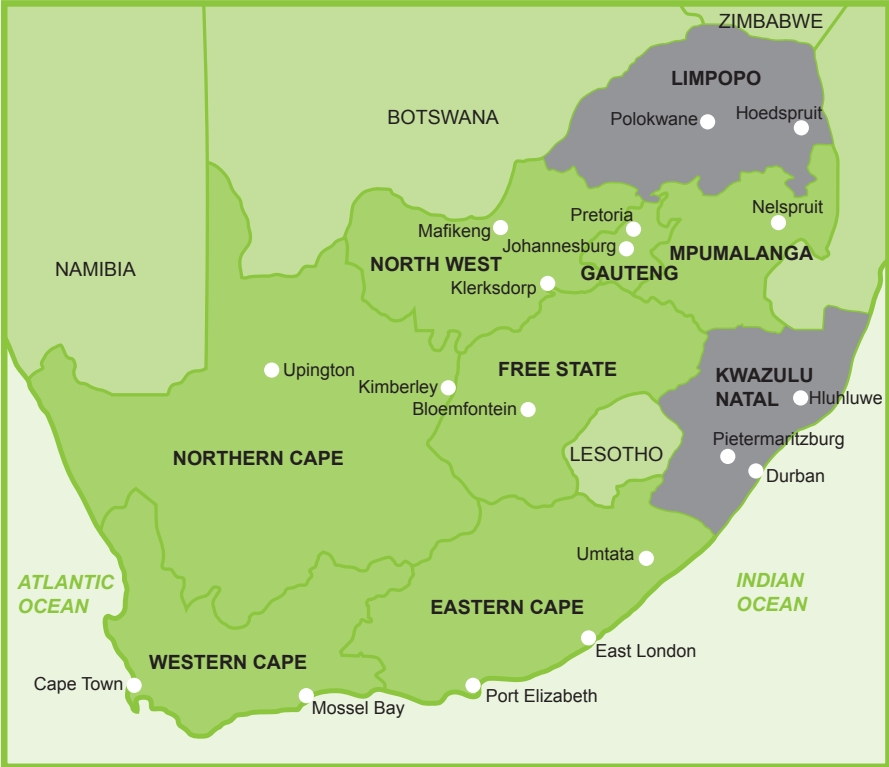 ZIMBABWE
LIMPOPO
Polokwane
Hoedspruit
BOTSWANA
Nelspruit
Pretoria
Mafikeng
Johannesburg
MPUMALANGA
NORTH WEST
GAUTENG
NAMIBIA
Klerksdorp
Upington
FREE STATE
KWAZULU
NATAL
Hluhluwe
Kimberley
Bloemfontein
Pietermaritzburg
NORTHERN CAPE
LESOTHO
Durban
Umtata
ATLANTIC
OCEAN
INDIAN
OCEAN
EASTERN CAPE
East London
WESTERN CAPE
Cape Town
Port Elizabeth
Mossel Bay